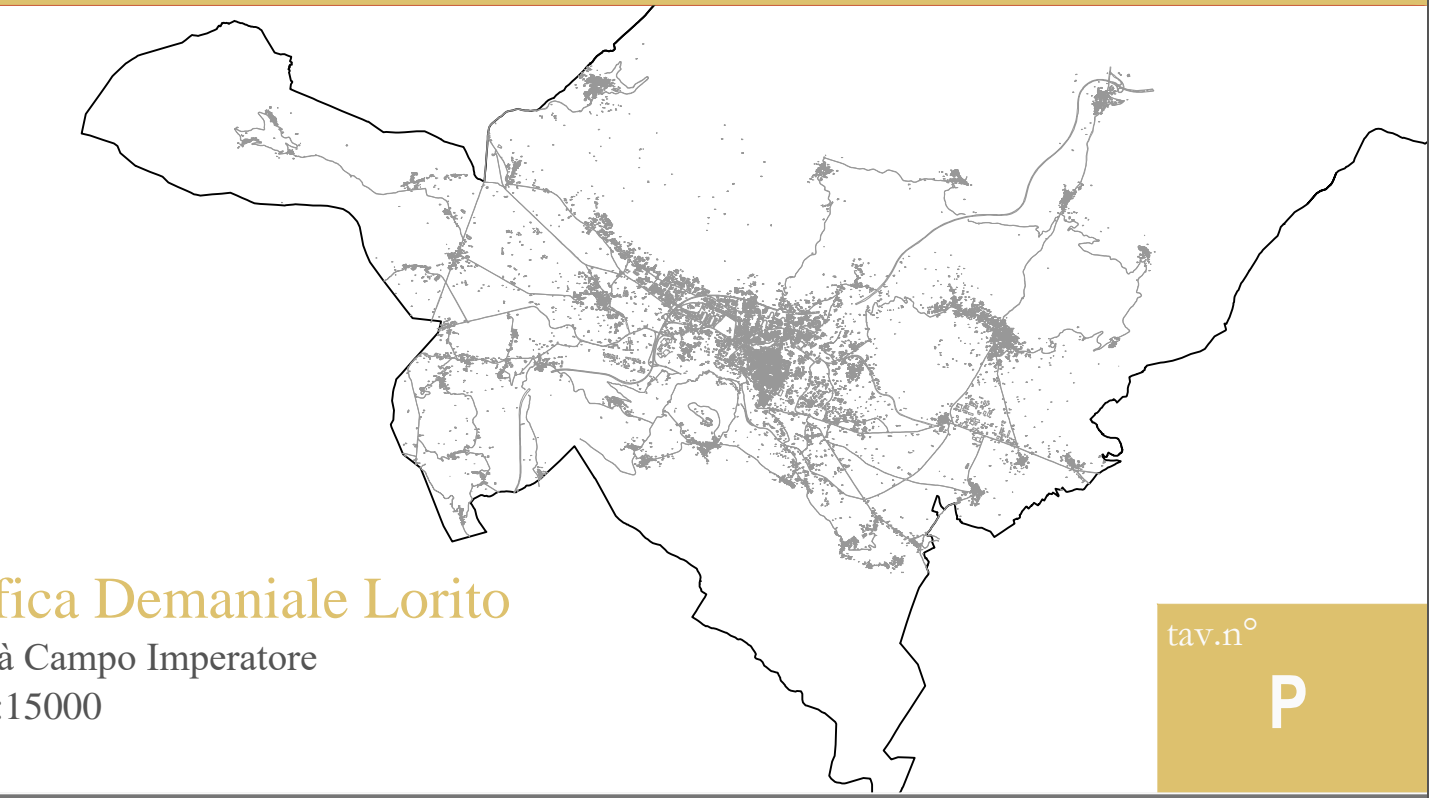 fica Demaniale Lorito
à Campo Imperatore
:15000
tav.n°
P